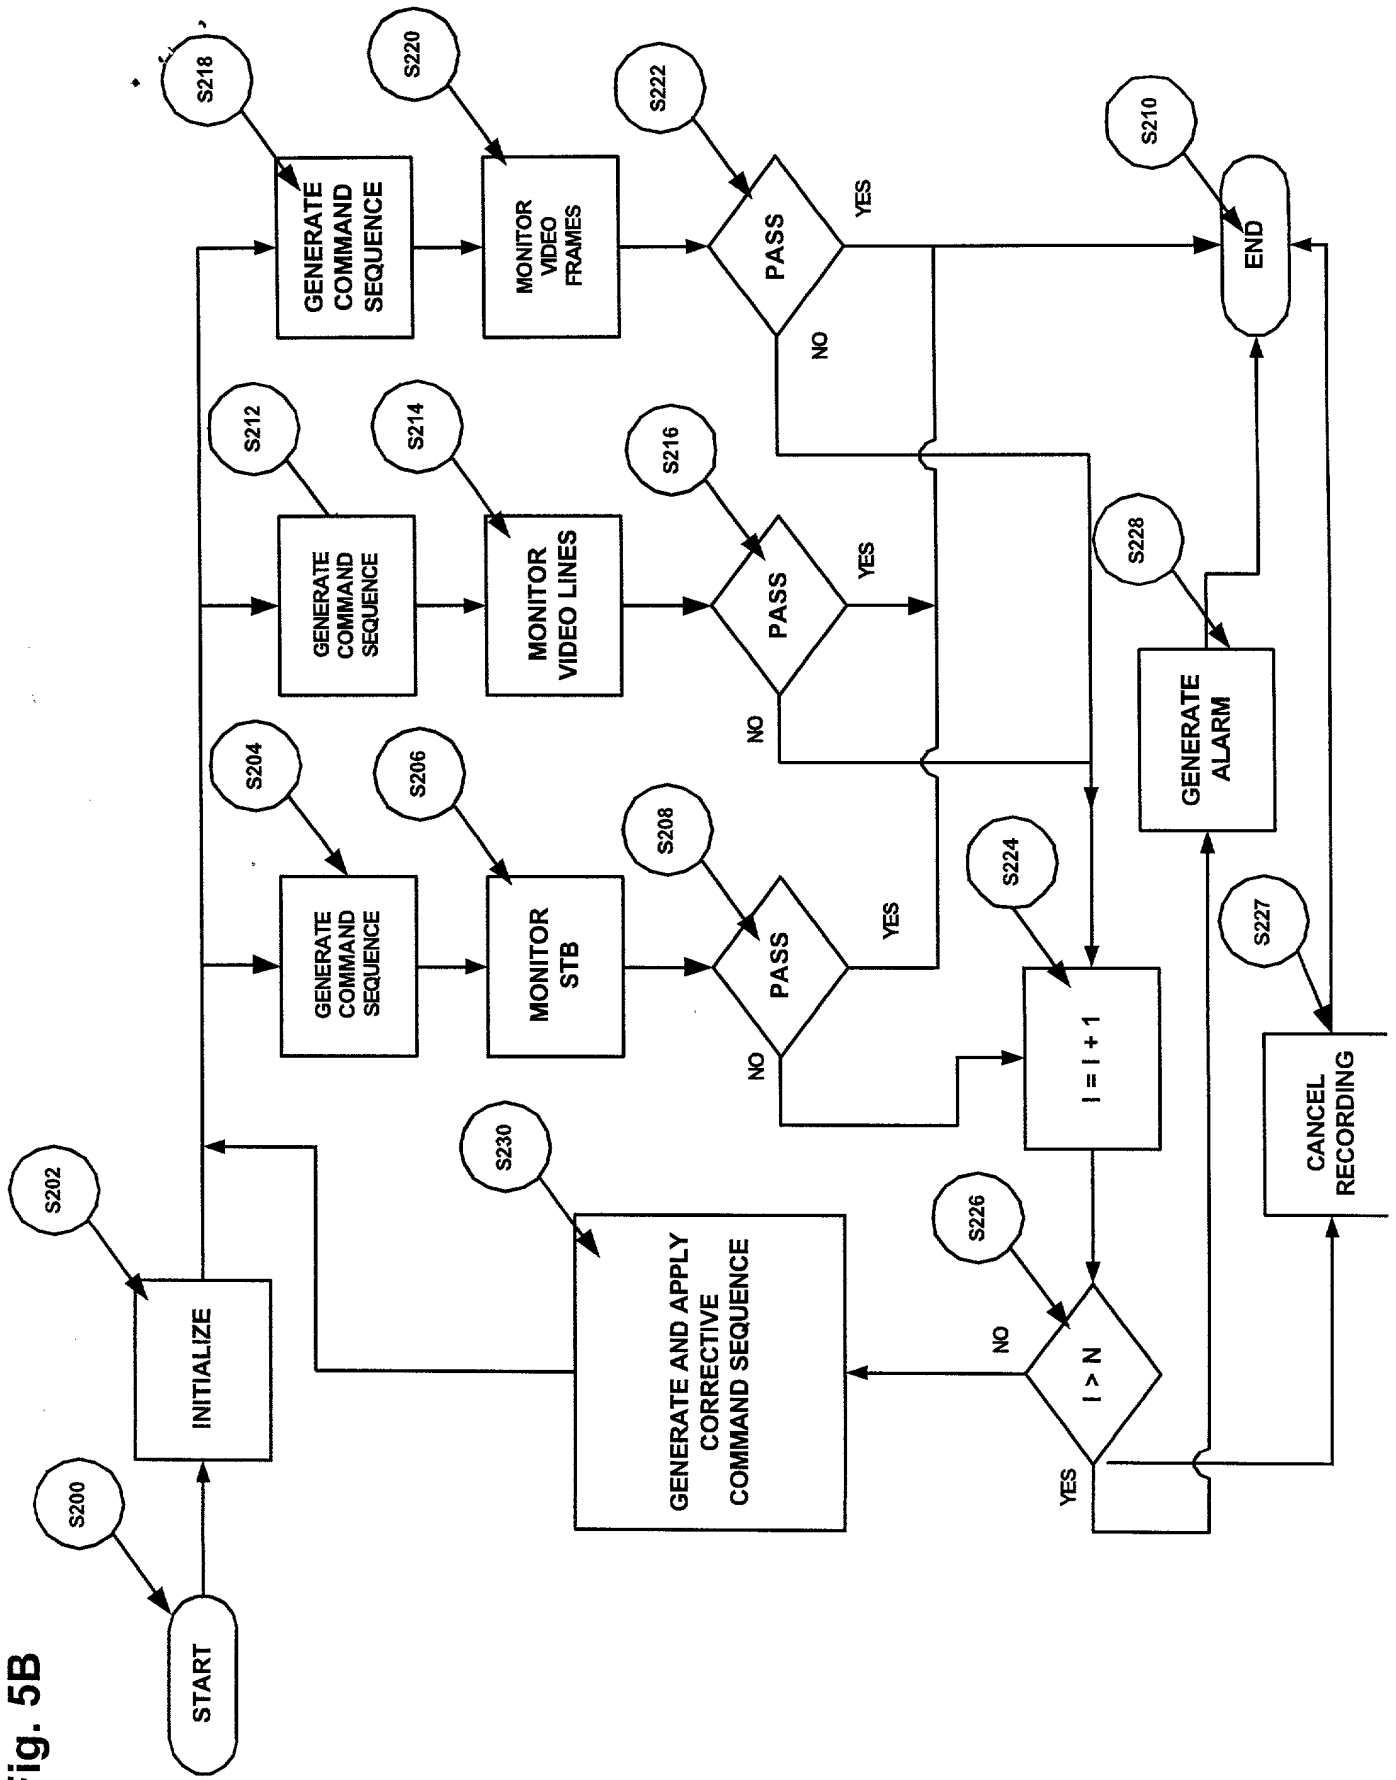 Fig. 5B
S200
START
S202
INITIALIZE
S204
GENERATE
COMMAND
SEQUENCE
S212
GENERATE
COMMAND
SEQUENCE
S218
GENERATE
COMMAND
SEQUENCE
S206
MONITOR
STB
S214
MONITOR
VIDEO LINES
S220
MONITOR
VIDEO
FRAMES
S230
GENERATE AND APPLY
CORRECTIVE
COMMAND SEQUENCE
S208
PASS
NO
YES
S216
PASS
NO
YES
S222
PASS
NO
YES
S226
I > N
NO
YES
S224
I = I + 1
S228
GENERATE
ALARM
S210
END
S227
CANCEL
RECORDING